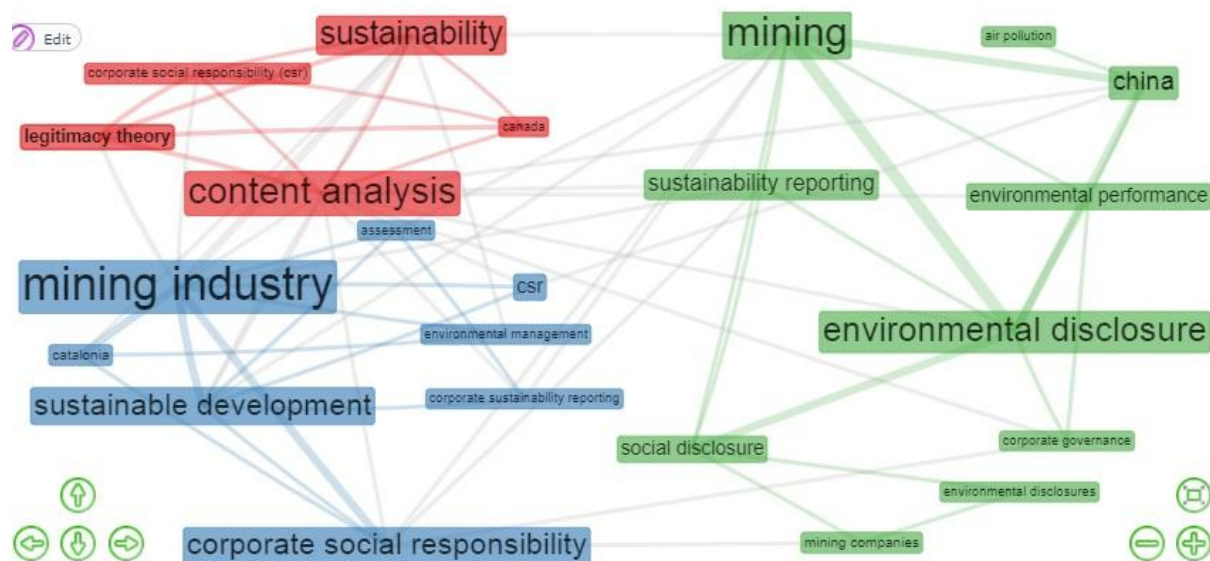 Edit
sustainability
mining
air pollution
corporate social responsibility (csr)
china
legitimacy theory
canada
content analysis
sustainability reporting
environmental performance
assessment
mining industry
csr
environmental management
environmental disclosure
catalonia
sustainable development
corporate sustainability reporting
social disclosure
corporate governance
environmental disclosures
corporate social responsibility
mining companies